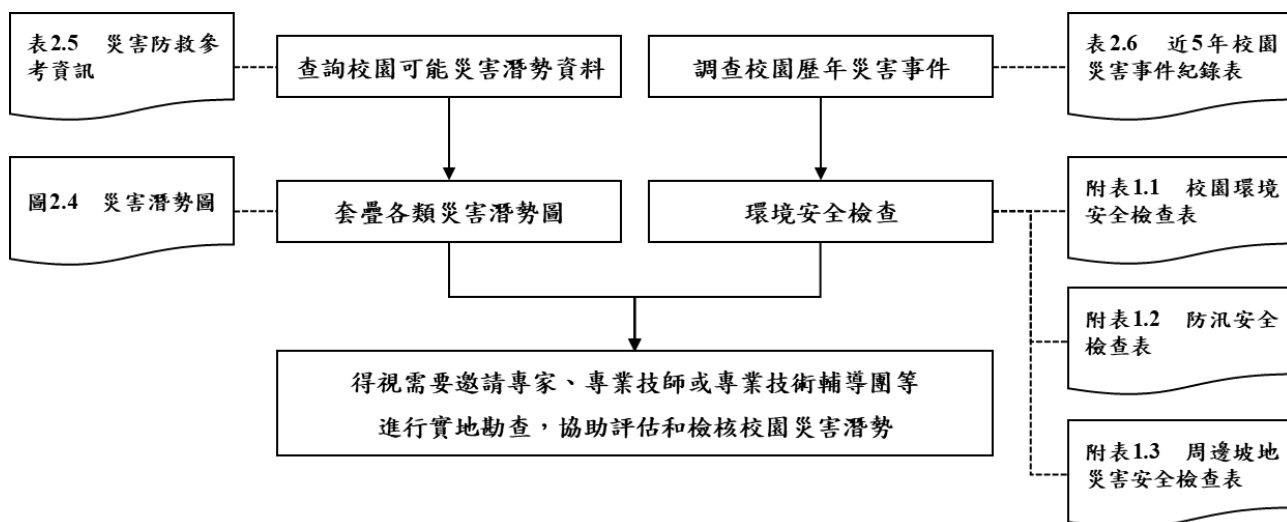 表2.5 災害防救參
考資訊
查詢校園可能災害潛勢資料
調查校園歷年災害事件
表2.6 近5年校園
災害事件紀錄表
圖2.4 災害潛勢圖
套疊各類災害潛勢圖
環境安全檢查
附表1.1 校園環境
安全檢查表
附表1.2 防汛安全
檢查表
得視需要邀請專家、專業技師或專業技術輔導團等
進行實地勘查，協助評估和檢核校園災害潛勢
附表1.3 周邊坡地
災害安全檢查表